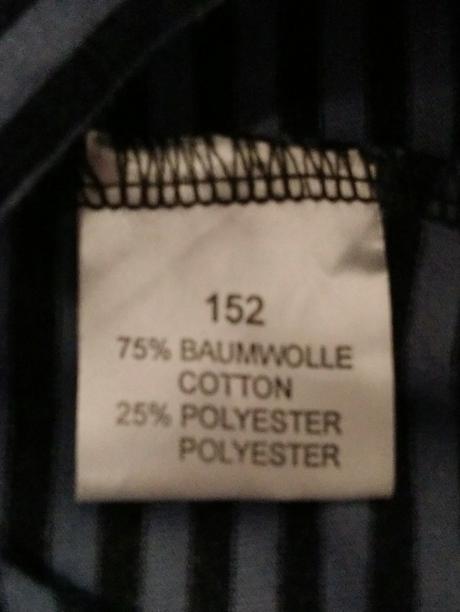 152
75% BAUMWOLLE
COTTON
25% POLYESTER
POLYESTER